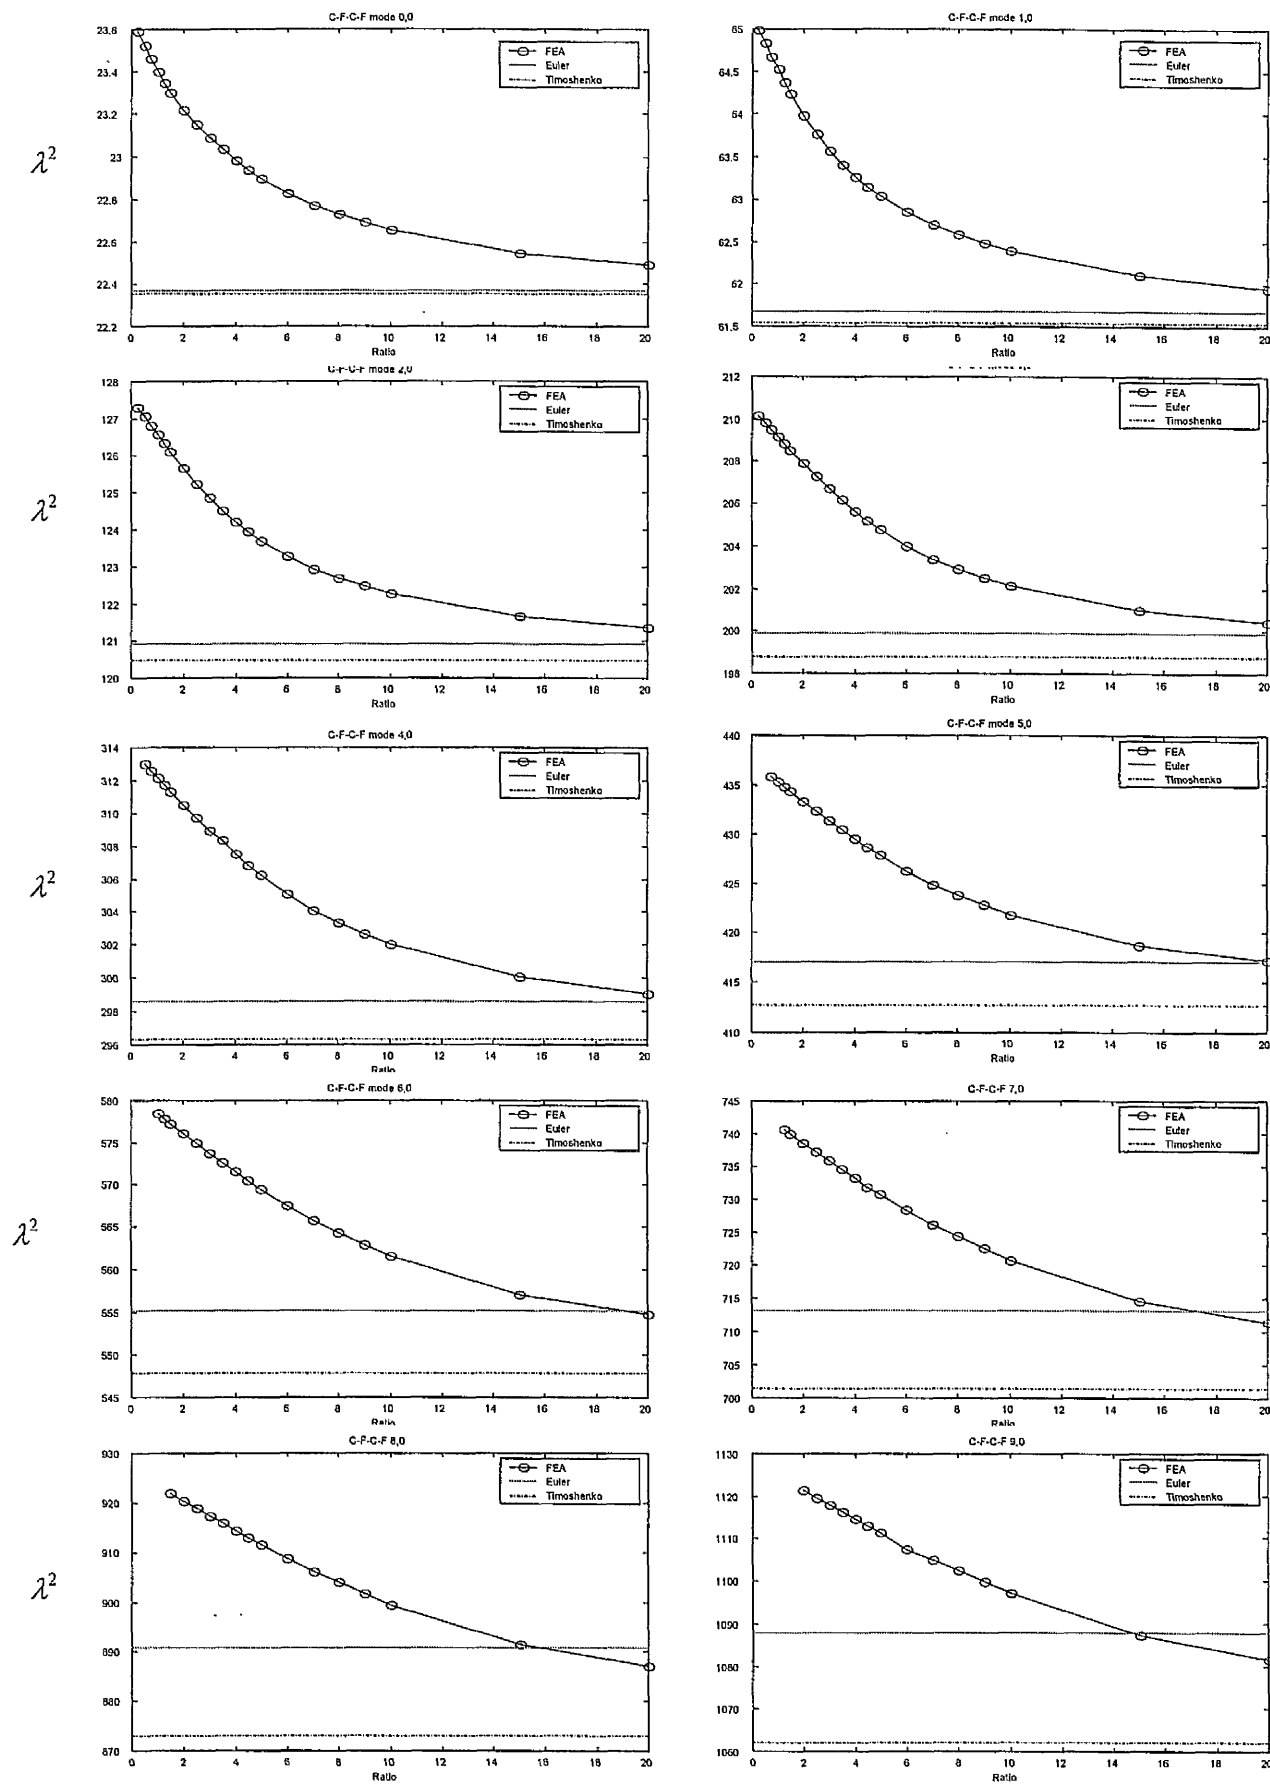 C-F-C-F mode 0,0
23.6
23.4
23.2
23
22.8
22.6
22.4
22.2
λ²
FEA
Euler
Timoshenko
0 2 4 6 8 10 12 14 16 18 20
Ratio
C-F-C-F mode 1,0
65
64.5
64
63.5
63
62.5
62
61.5
FEA
Euler
Timoshenko
0 2 4 6 8 10 12 14 16 18 20
Ratio
C-F-C-F mode 2,0
128
127
126
125
124
123
122
121
120
λ²
FEA
Euler
Timoshenko
0 2 4 6 8 10 12 14 16 18 20
Ratio
212
210
208
206
204
202
200
198
FEA
Euler
Timoshenko
0 2 4 6 8 10 12 14 16 18 20
Ratio
C-F-C-F mode 4,0
314
312
310
308
306
304
302
300
298
296
λ²
FEA
Euler
Timoshenko
0 2 4 6 8 10 12 14 16 18 20
Ratio
C-F-C-F mode 5,0
440
435
430
425
420
415
410
FEA
Euler
Timoshenko
0 2 4 6 8 10 12 14 16 18 20
Ratio
C-F-C-F mode 6,0
580
575
570
565
560
555
550
545
λ²
FEA
Euler
Timoshenko
0 2 4 6 8 10 12 14 16 18 20
Ratio
C-F-C-F 7,0
745
740
735
730
725
720
715
710
705
700
FEA
Euler
Timoshenko
0 2 4 6 8 10 12 14 16 18 20
Ratio
C-F-C-F 8,0
930
920
910
900
890
880
870
λ²
FEA
Euler
Timoshenko
0 2 4 6 8 10 12 14 16 18 20
Ratio
C-F-C-F 9,0
1130
1120
1110
1100
1090
1080
1070
1060
FEA
Euler
Timoshenko
0 2 4 6 8 10 12 14 16 18 20
Ratio